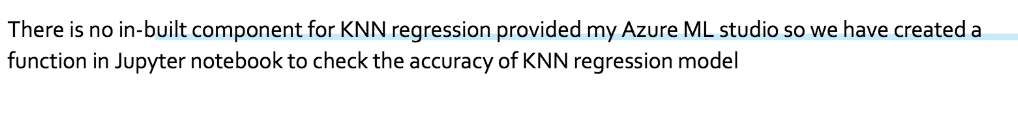 There is no in-built component for KNN regression provided my Azure ML studio so we have created a
function in Jupyter notebook to check the accuracy of KNN regression model